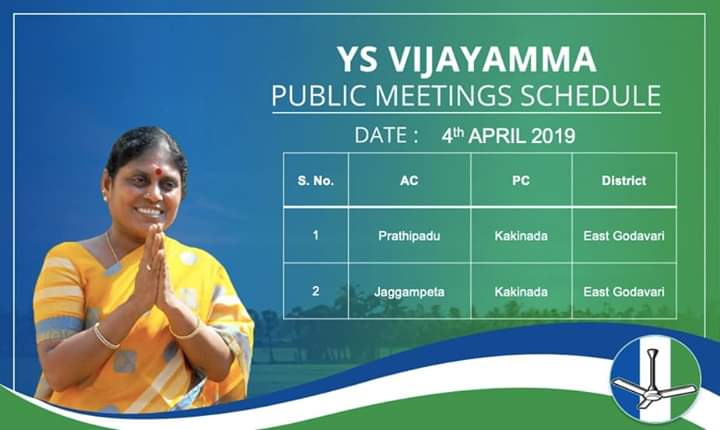 YS VIJAYAMMA
PUBLIC MEETINGS SCHEDULE
DATE : 4th APRIL 2019
S. No. AC PC District
1 Prathipadu Kakinada East Godavari
2 Jaggampeta Kakinada East Godavari